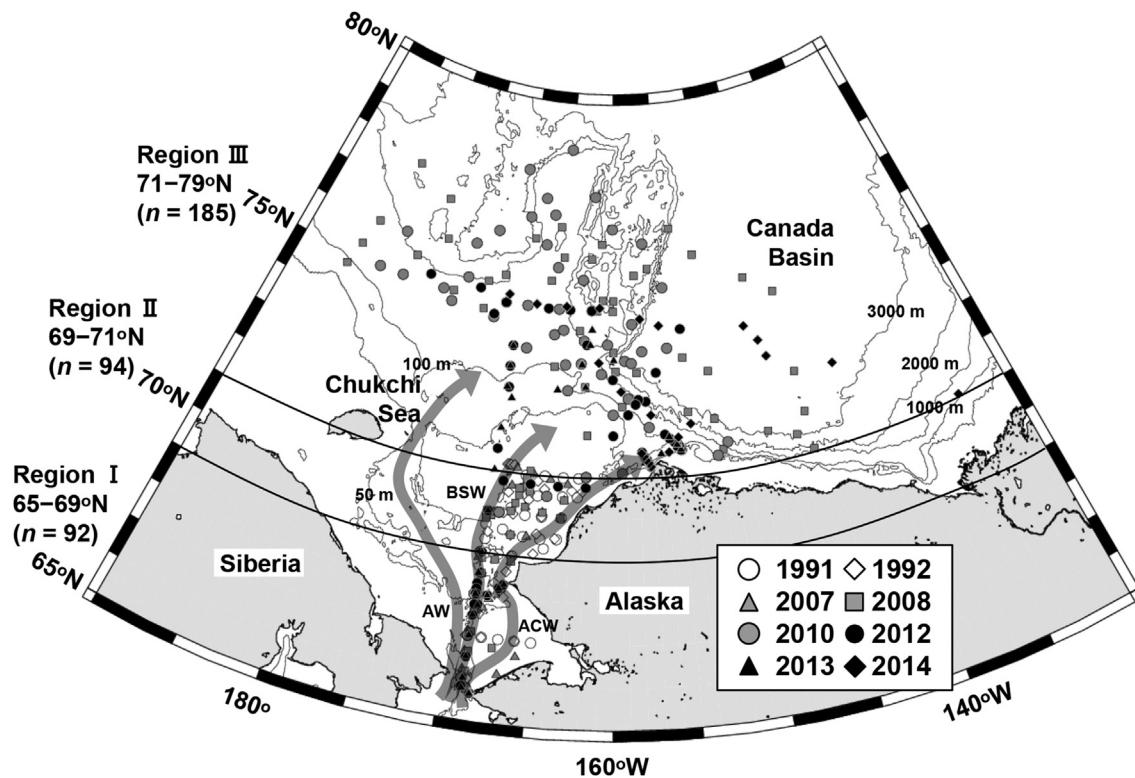 80°N
Region III
71–79°N
(n = 185)
75°N
Canada
Basin
Region II
69–71°N
(n = 94)
3000 m
100 m
2000 m
70°N
Chukchi
Sea
1000 m
Region I
65–69°N
(n = 92)
50 m
BSW
65°N
Siberia
AW
ACW
Alaska
1991 1992
2007 2008
2010 2012
2013 2014
180°
160°W
140°W